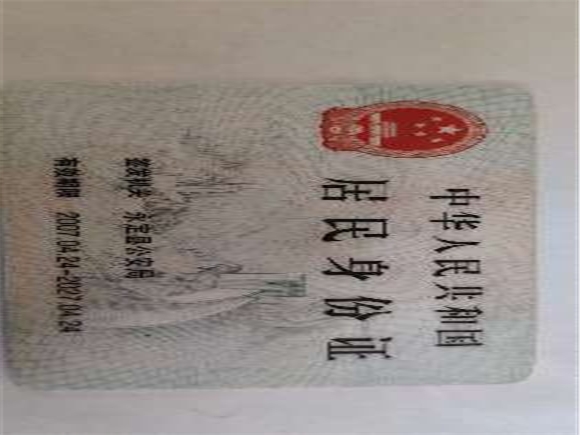 中华人民共和国
居民身份证
签发机关 永定县公安局
有效期限 2007.04.24-2027.04.24